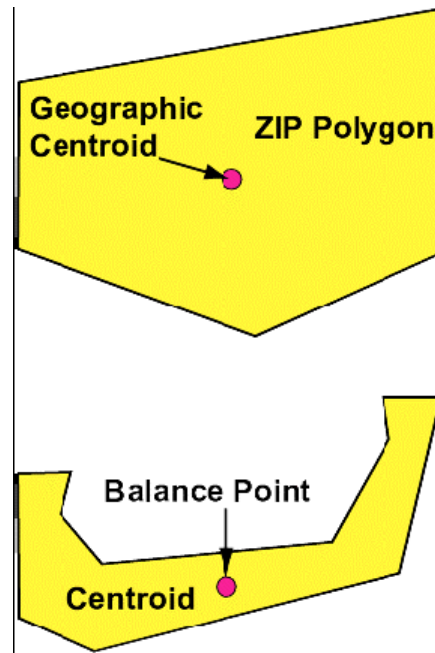 Geographic
Centroid
ZIP Polygon
Balance Point
Centroid